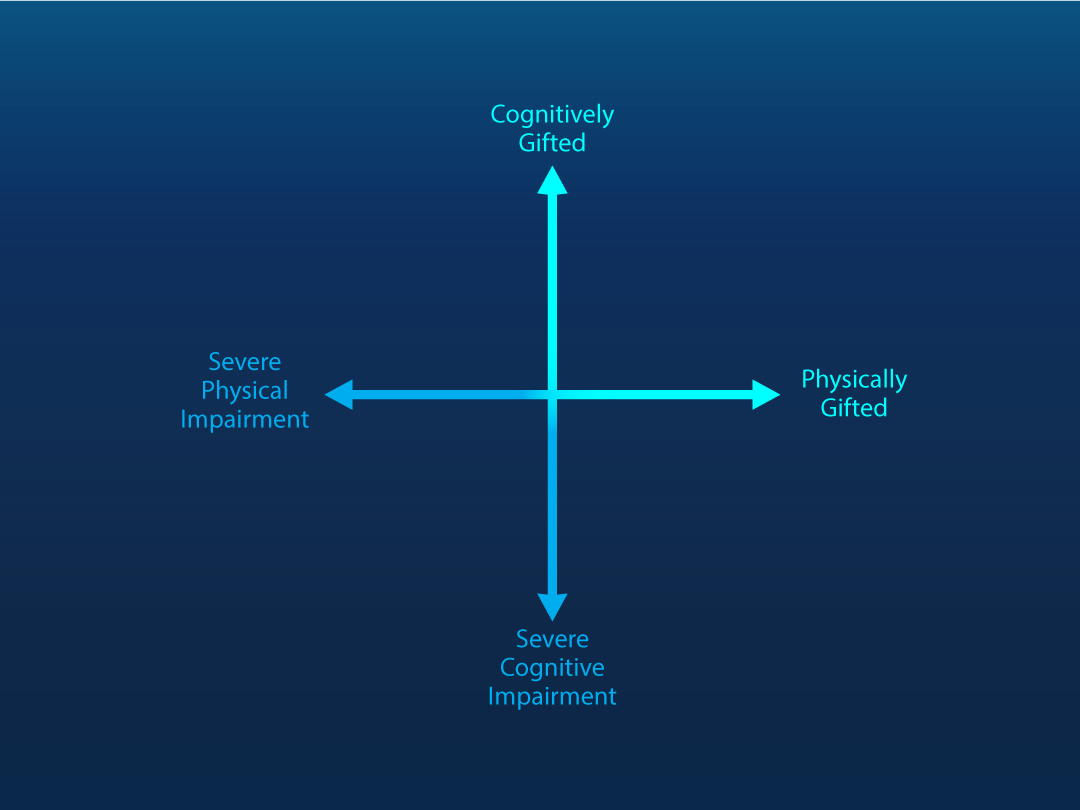 Cognitively
Gifted
Severe
Physical
Impairment
Physically
Gifted
Severe
Cognitive
Impairment